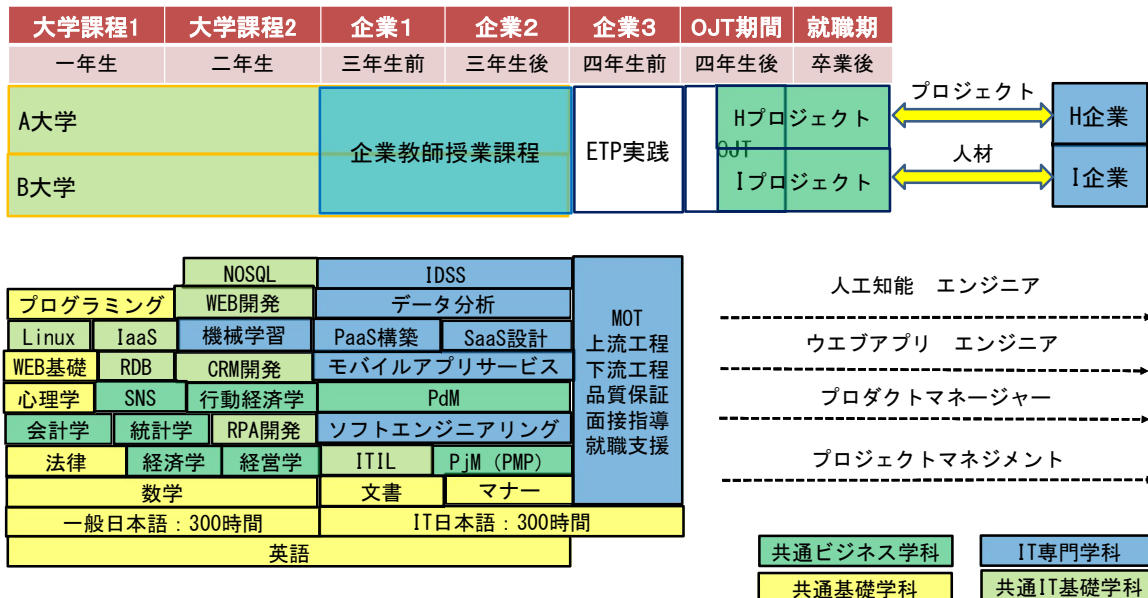 大学課程1 大学課程2 企業1 企業2 企業3 OJT期間 就職期
一年生 二年生 三年生前 三年生後 四年生前 四年生後 卒業後
A大学
B大学
企業教師授業課程
ETP実践
OJT
Hプロジェクト
Iプロジェクト
プロジェクト
人材
H企業
I企業
NOSQL IDSS
プログラミング WEB開発 データ分析
Linux IaaS 機械学習 PaaS構築 SaaS設計
WEB基礎 RDB CRM開発 モバイルアプリサービス
心理学 SNS 行動経済学 PdM
会計学 統計学 RPA開発 ソフトエンジニアリング
法律 経済学 経営学 ITIL PjM (PMP)
数学 文書 マナー
一般日本語：300時間 IT日本語：300時間
英語
MOT
上流工程
下流工程
品質保証
面接指導
就職支援
人工知能 エンジニア
ウエブアプリ エンジニア
プロダクトマネージャー
プロジェクトマネジメント
共通ビジネス学科 IT専門学科
共通基礎学科 共通IT基礎学科